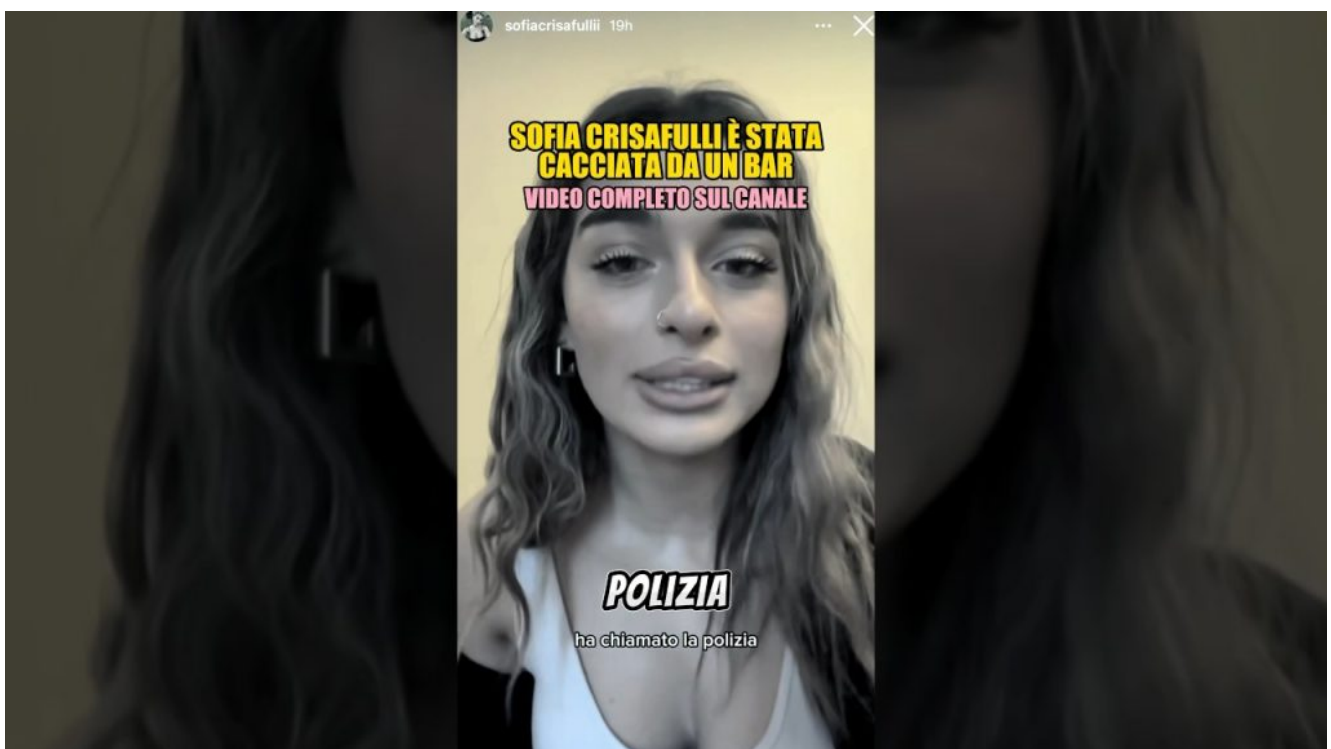 sofiacrisafullii 19h
SOFIA CRISAFULLI È STATA
CACCIATA DA UN BAR
VIDEO COMPLETO SUL CANALE
POLIZIA
ha chiamato la polizia